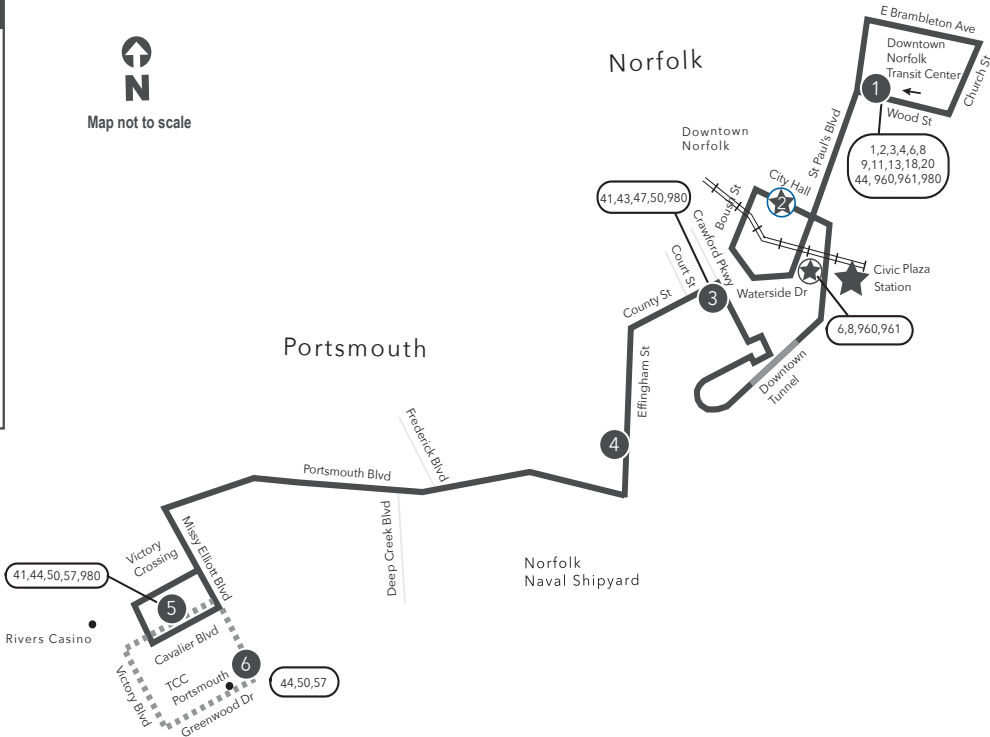 E Brambleton Ave
Norfolk
Downtown
Norfolk
Transit Center
Church St
1
N
Wood St
Map not to scale
St Paul's Blvd
Downtown
Norfolk
1,2,3,4,6,8
9,11,13,18,20
44, 960,961,980
City Hall
2
41,43,47,50,980
Boush St
Crawford Pkwy
Court St
Civic Plaza
Station
Waterside Dr
3
County St
6,8,960,961
Portsmouth
Effingham St
Downtown
Tunnel
Frederick Blvd
4
Portsmouth Blvd
Deep Creek Blvd
Missy Elliott Blvd
Victory
Crossing
Norfolk
Naval Shipyard
41,44,50,57,980
5
Rivers Casino
Cavalier Blvd
6
TCC
Portsmouth
44,50,57
Victory Blvd
Greenwood Dr